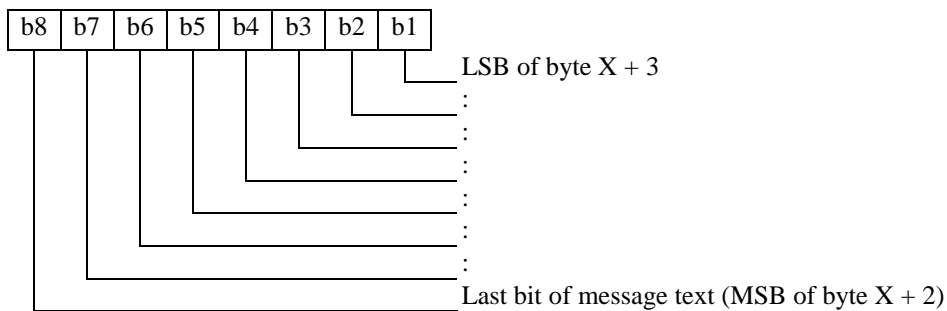 b8 b7 b6 b5 b4 b3 b2 b1
LSB of byte X + 3
:
:
:
:
:
:
Last bit of message text (MSB of byte X + 2)